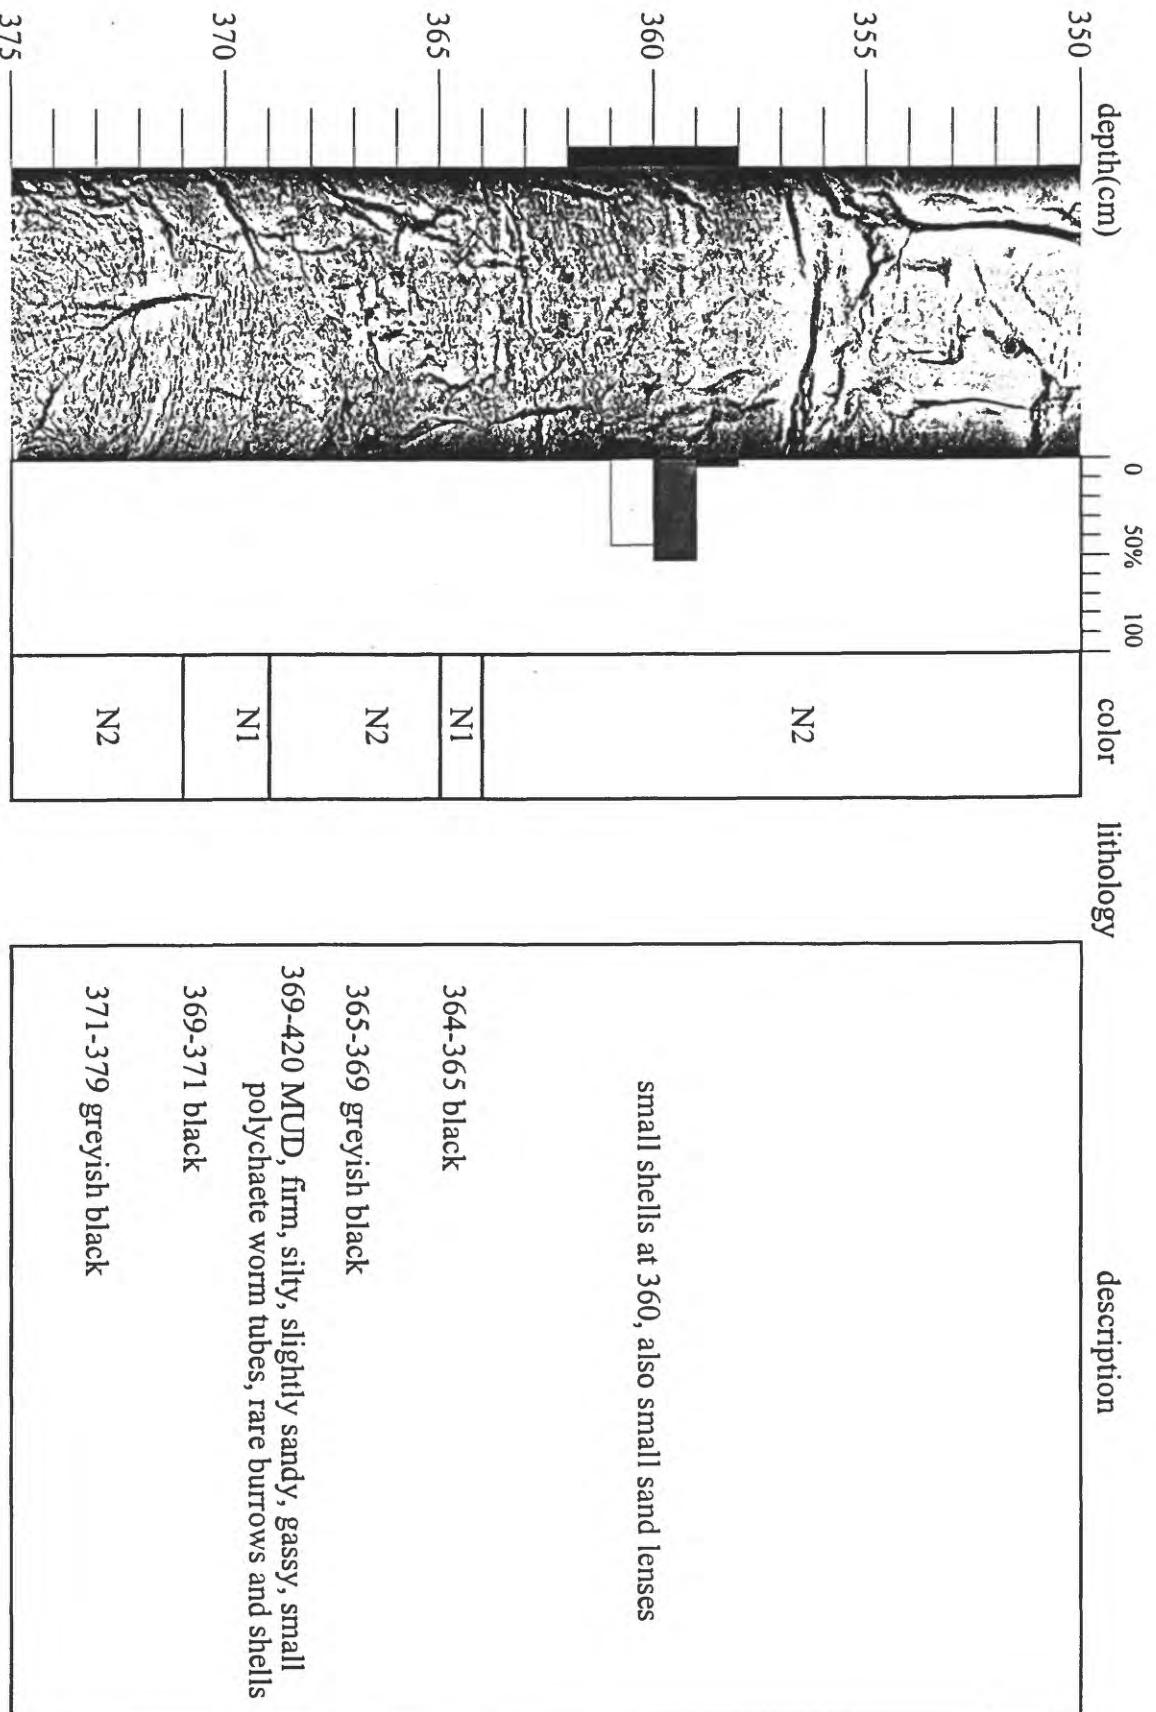 depth(cm)
0 50% 100
color
lithology
description
350
355
360
365
370
375
N2
N1
N2
N1
N2
small shells at 360, also small sand lenses
364-365 black
365-369 greyish black
369-420 MUD, firm, silty, slightly sandy, gassy, small
polychaete worm tubes, rare burrows and shells
369-371 black
371-379 greyish black